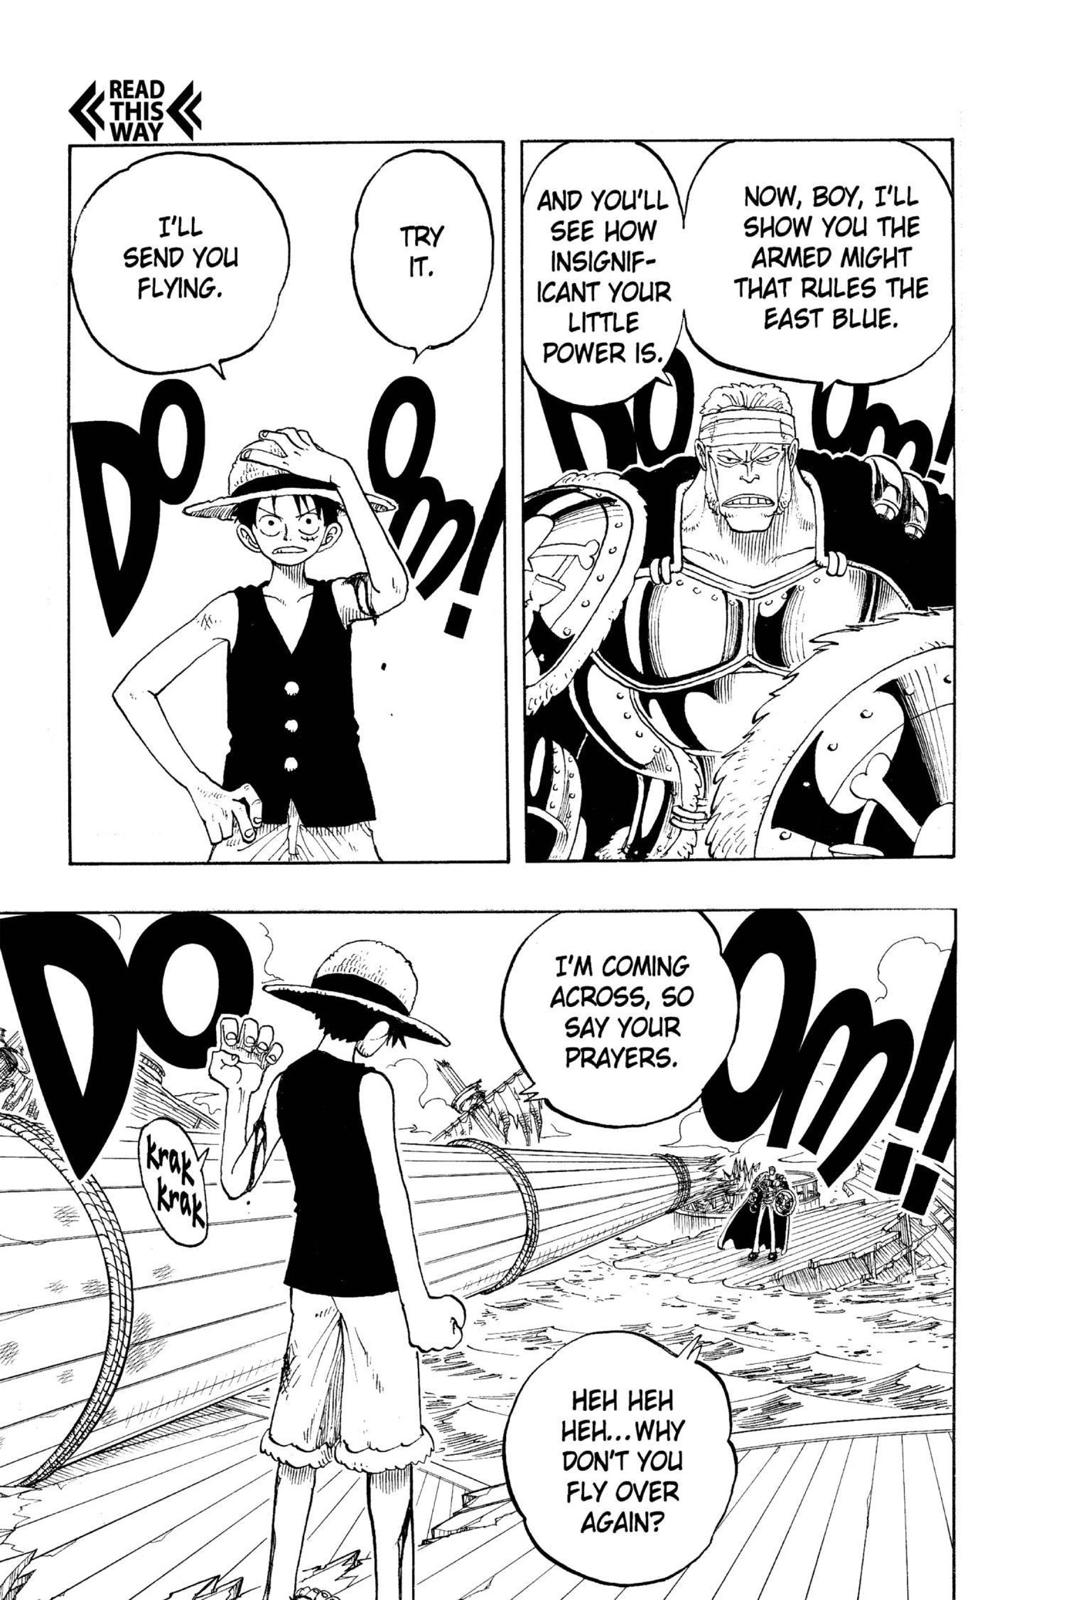 READ
THIS
WAY
NOW, BOY, I'LL
SHOW YOU THE
ARMED MIGHT
THAT RULES THE
EAST BLUE.
AND YOU'LL
SEE HOW
INSIGNIF-
ICANT YOUR
LITTLE
POWER IS.
DOOM!
TRY
IT.
I'LL
SEND YOU
FLYING.
DOOM!
I'M COMING
ACROSS, SO
SAY YOUR
PRAYERS.
DOOM!!
krak
krak
HEH HEH
HEH...WHY
DON'T YOU
FLY OVER
AGAIN?